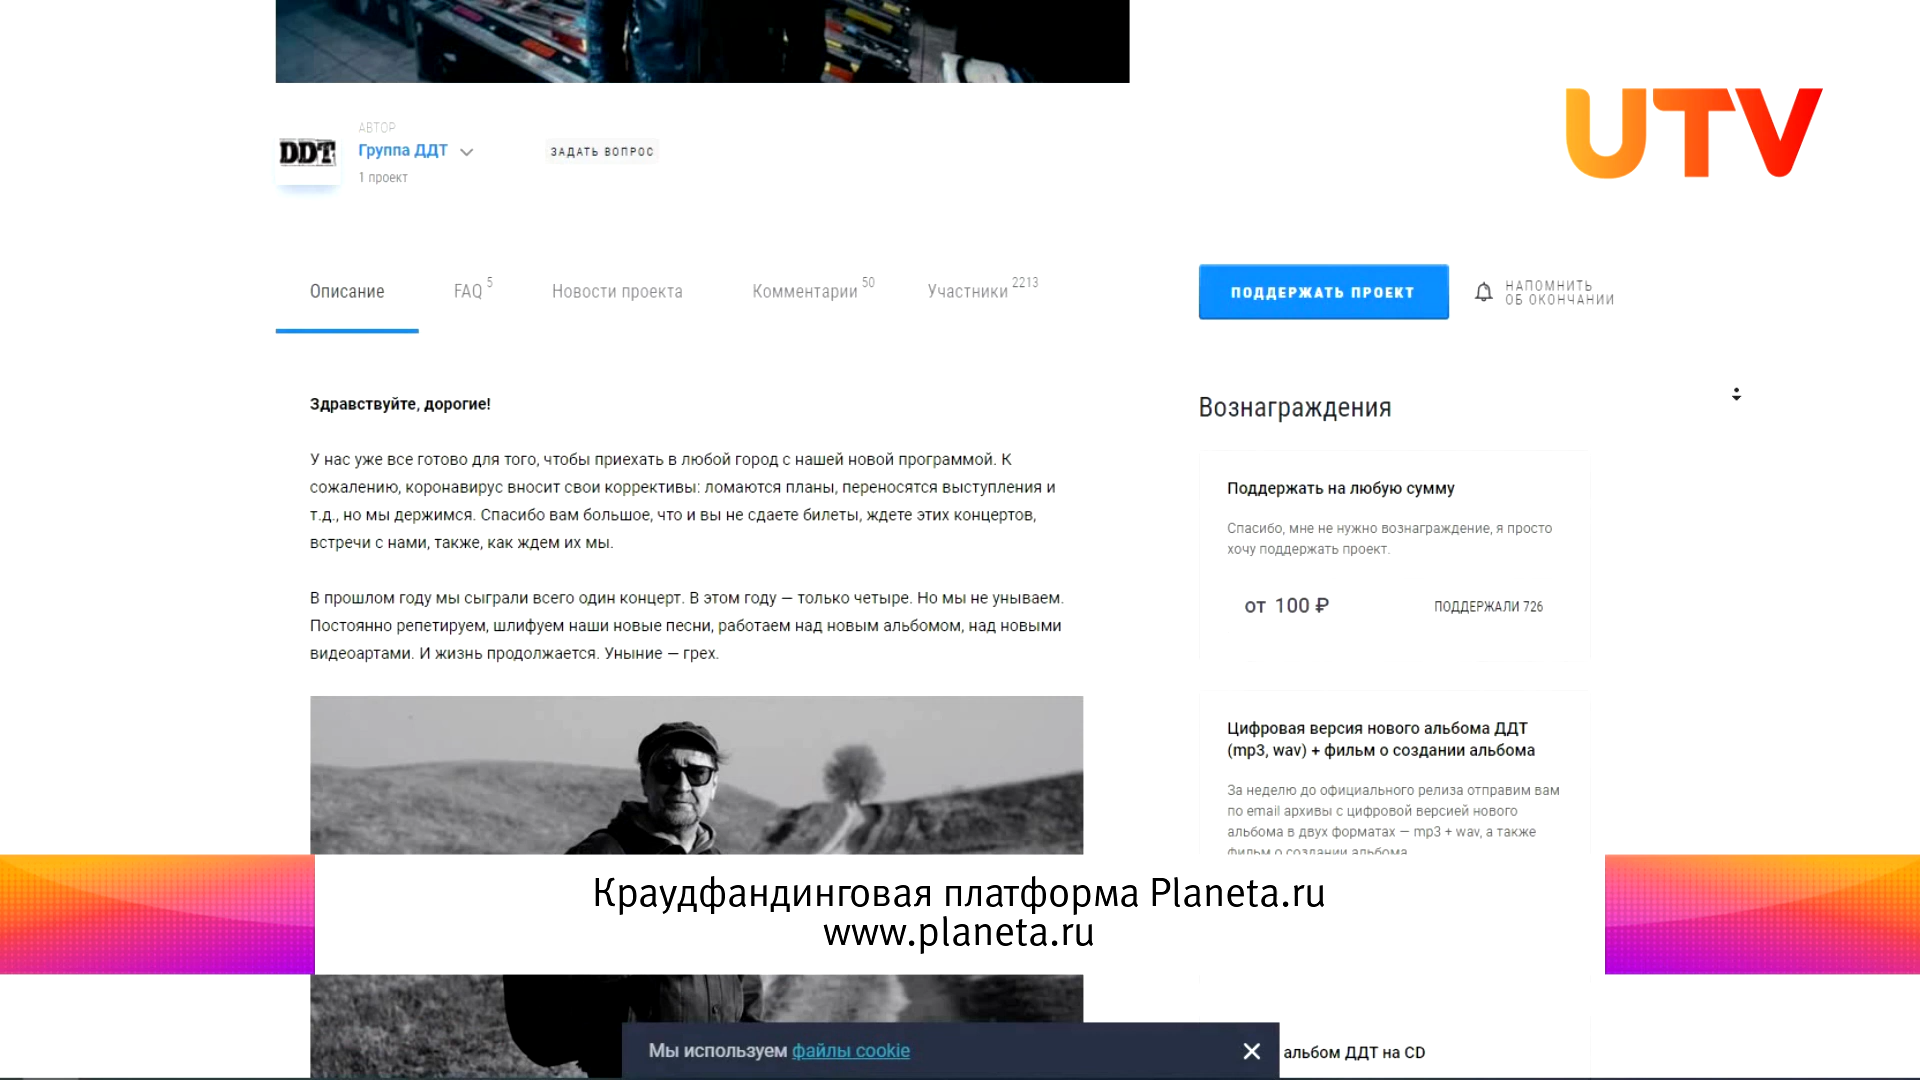 UTV
DDT
АВТОР
Группа ДДТ
1 проект
ЗАДАТЬ ВОПРОС
Описание
FAQ 5
Новости проекта
Комментарии 50
Участники 2213
ПОДДЕРЖАТЬ ПРОЕКТ
НАПОМНИТЬ
ОБ ОКОНЧАНИИ
Здравствуйте, дорогие!
У нас уже все готово для того, чтобы приехать в любой город с нашей новой программой. К
сожалению, коронавирус вносит свои коррективы: ломаются планы, переносятся выступления и
т.д., но мы держимся. Спасибо вам большое, что и вы не сдаете билеты, ждете этих концертов,
встречи с нами, также, как ждем их мы.
В прошлом году мы сыграли всего один концерт. В этом году — только четыре. Но мы не унываем.
Постоянно репетируем, шлифуем наши новые песни, работаем над новым альбомом, над новыми
видеоартами. И жизнь продолжается. Уныние — грех.
Вознаграждения
Поддержать на любую сумму
Спасибо, мне не нужно вознаграждение, я просто
хочу поддержать проект.
от 100 ₽
ПОДДЕРЖАЛИ 726
Цифровая версия нового альбома ДДТ
(mp3, wav) + фильм о создании альбома
За неделю до официального релиза отправим вам
по email архивы с цифровой версией нового
альбома в двух форматах — mp3 + wav, а также
фильм о создании альбома.
Краудфандинговая платформа Planeta.ru
www.planeta.ru
Мы используем файлы cookie
альбом ДДТ на CD